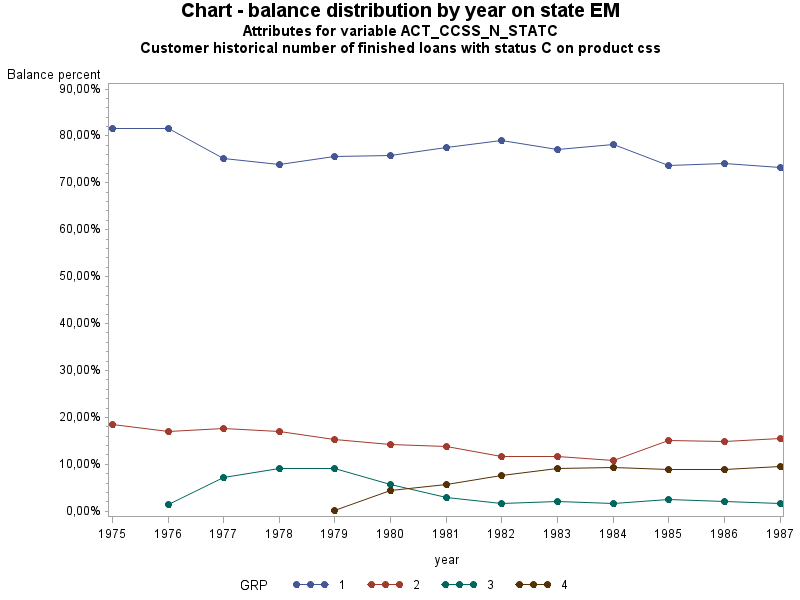 Chart - balance distribution by year on state EM
Attributes for variable ACT_CCSS_N_STATC
Customer historical number of finished loans with status C on product css
Balance percent
90,00%
80,00%
70,00%
60,00%
50,00%
40,00%
30,00%
20,00%
10,00%
0,00%
1975 1976 1977 1978 1979 1980 1981 1982 1983 1984 1985 1986 1987
year
GRP 1 2 3 4